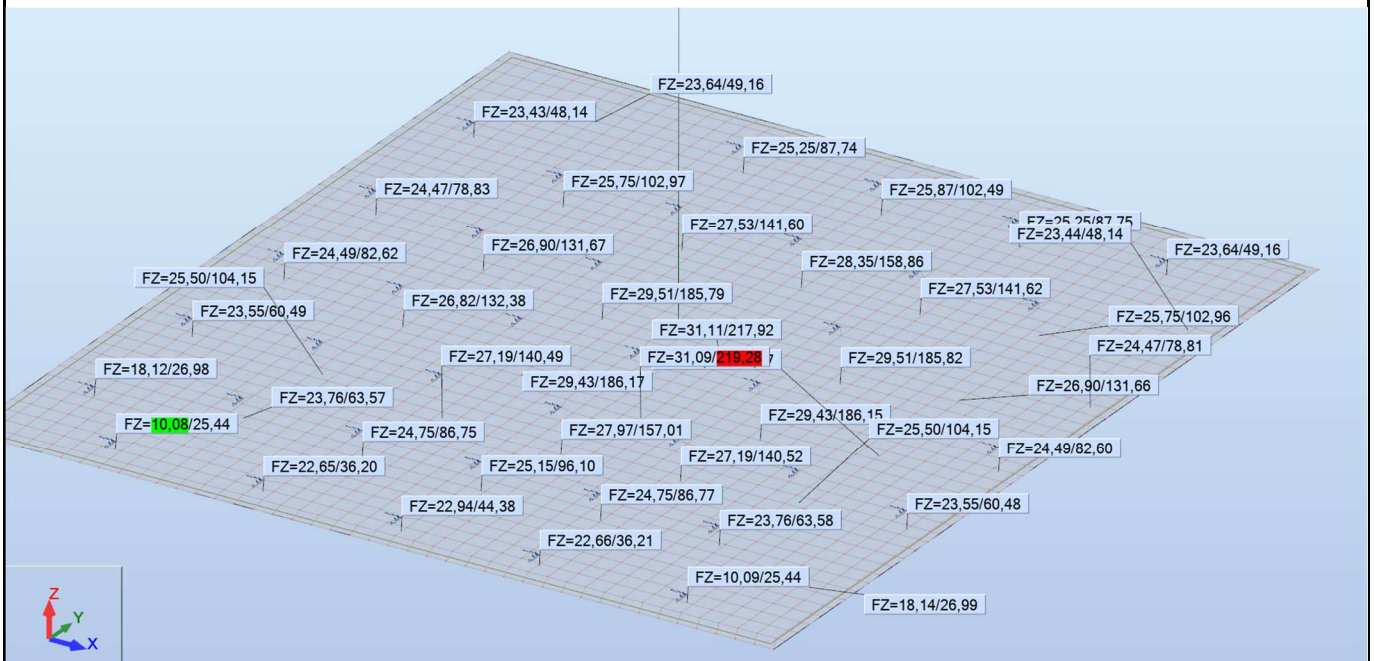 FZ=23,64/49,16
FZ=23,43/48,14
FZ=25,25/87,74
FZ=25,75/102,97
FZ=24,47/78,83
FZ=25,87/102,49
FZ=25,25/87,75
FZ=27,53/141,60
FZ=23,44/48,14
FZ=26,90/131,67
FZ=23,64/49,16
FZ=24,49/82,62
FZ=28,35/158,86
FZ=25,50/104,15
FZ=27,53/141,62
FZ=29,51/185,79
FZ=26,82/132,38
FZ=23,55/60,49
FZ=25,75/102,96
FZ=31,11/217,92
FZ=24,47/78,81
FZ=27,19/140,49
FZ=31,09/219,28
FZ=29,51/185,82
FZ=18,12/26,98
FZ=29,43/186,17
FZ=26,90/131,66
FZ=23,76/63,57
FZ=29,43/186,15
FZ=10,08/25,44
FZ=24,75/86,75
FZ=27,97/157,01
FZ=25,50/104,15
FZ=24,49/82,60
FZ=27,19/140,52
FZ=22,65/36,20
FZ=25,15/96,10
FZ=24,75/86,77
FZ=22,94/44,38
FZ=23,55/60,48
FZ=23,76/63,58
FZ=22,66/36,21
FZ=10,09/25,44
FZ=18,14/26,99
Z
Y
X